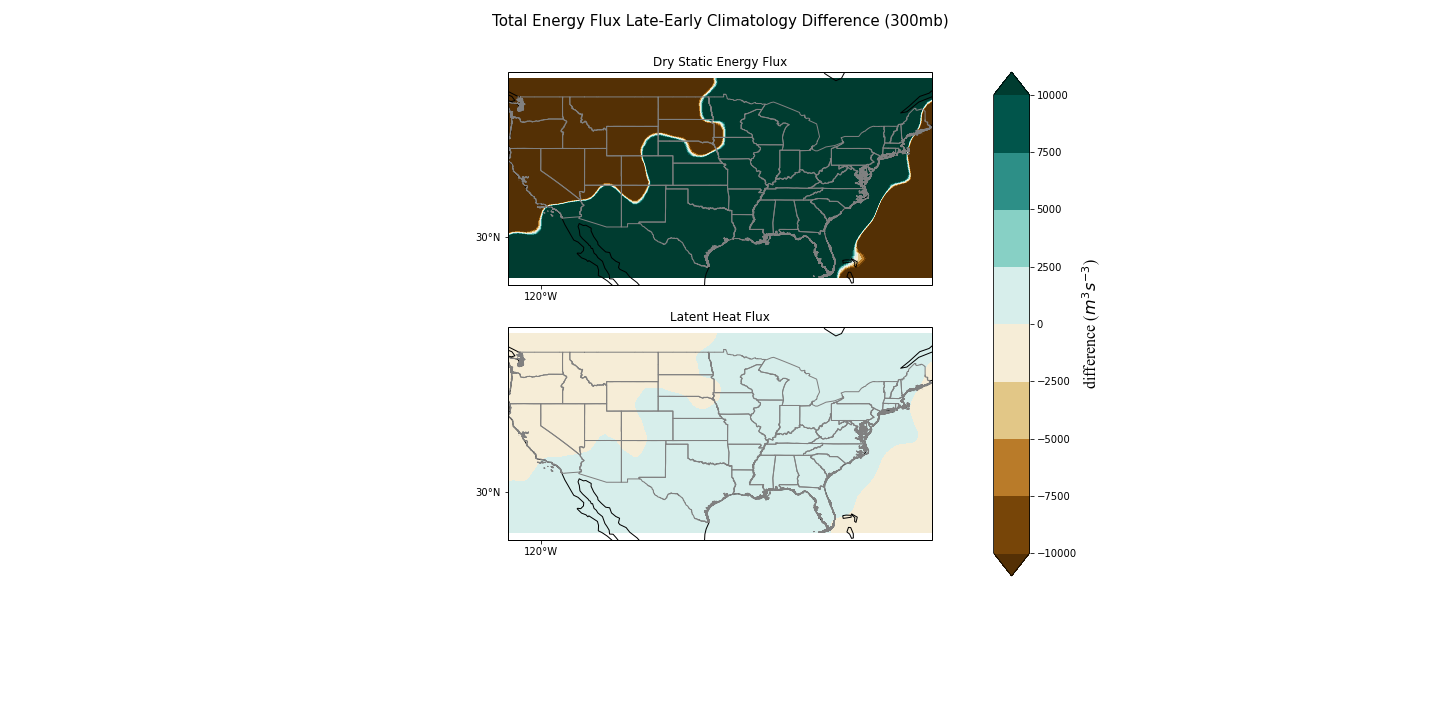 Total Energy Flux Late-Early Climatology Difference (300mb)
Dry Static Energy Flux
30°N
120°W
Latent Heat Flux
30°N
120°W
10000
7500
5000
2500
0
−2500
−5000
−7500
−10000
difference (m³s⁻³)